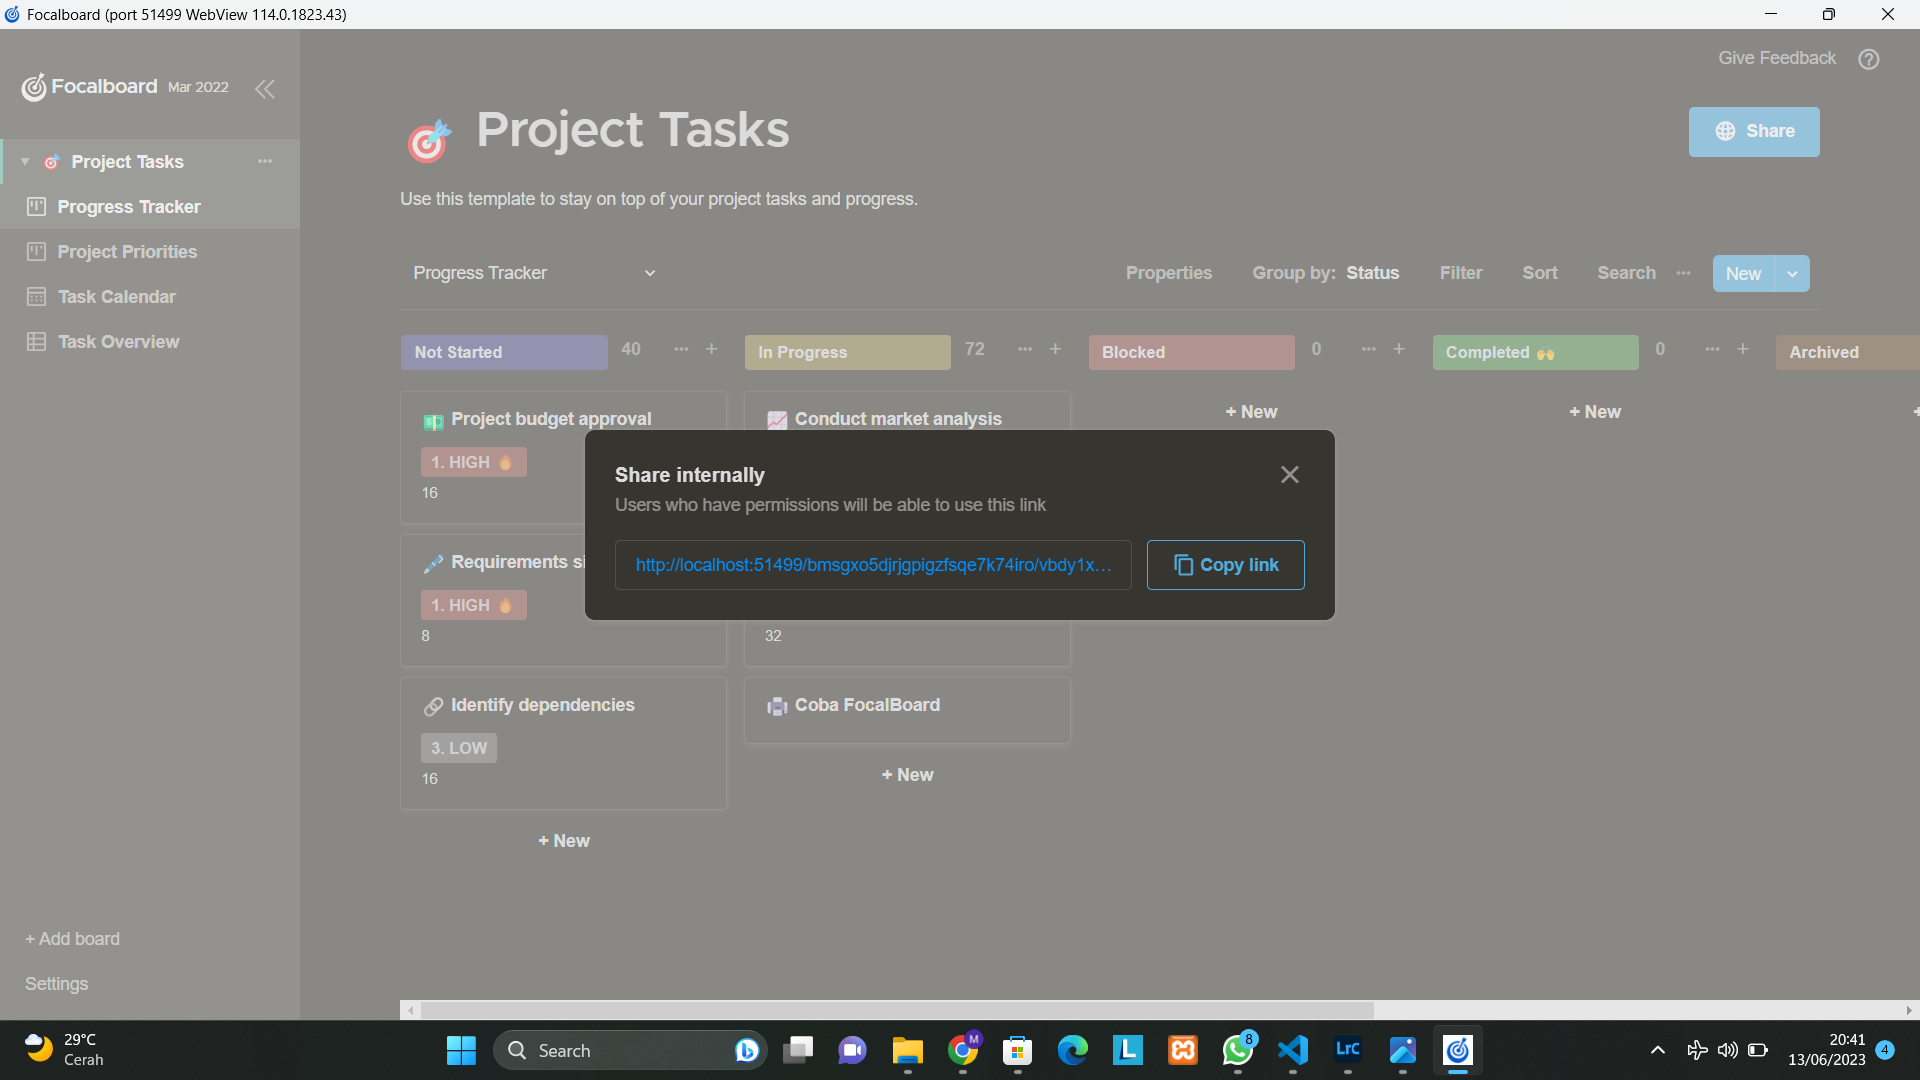 Focalboard (port 51499 WebView 114.0.1823.43)
Give Feedback
Focalboard Mar 2022
Project Tasks
Progress Tracker
Project Priorities
Task Calendar
Task Overview
+ Add board
Settings
Project Tasks
Share
Use this template to stay on top of your project tasks and progress.
Progress Tracker
Properties Group by: Status Filter Sort Search New
Not Started 40 In Progress 72 Blocked 0 Completed 0 Archived
Project budget approval
1. HIGH
16
Requirements si
1. HIGH
8
Identify dependencies
3. LOW
16
+ New
Conduct market analysis
32
Coba FocalBoard
+ New
+ New
+ New
Share internally
Users who have permissions will be able to use this link
http://localhost:51499/bmsgxo5djrjgpigzfsqe7k74iro/vbdy1x...
Copy link
29°C
Cerah
Search
M
L
8
LrC
20:41
13/06/2023
4